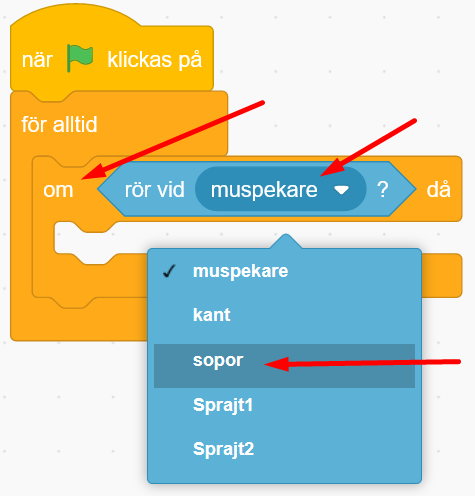 när klickas på
för alltid
om rör vid muspekare ? då
muspekare
kant
sopor
Sprajt1
Sprajt2